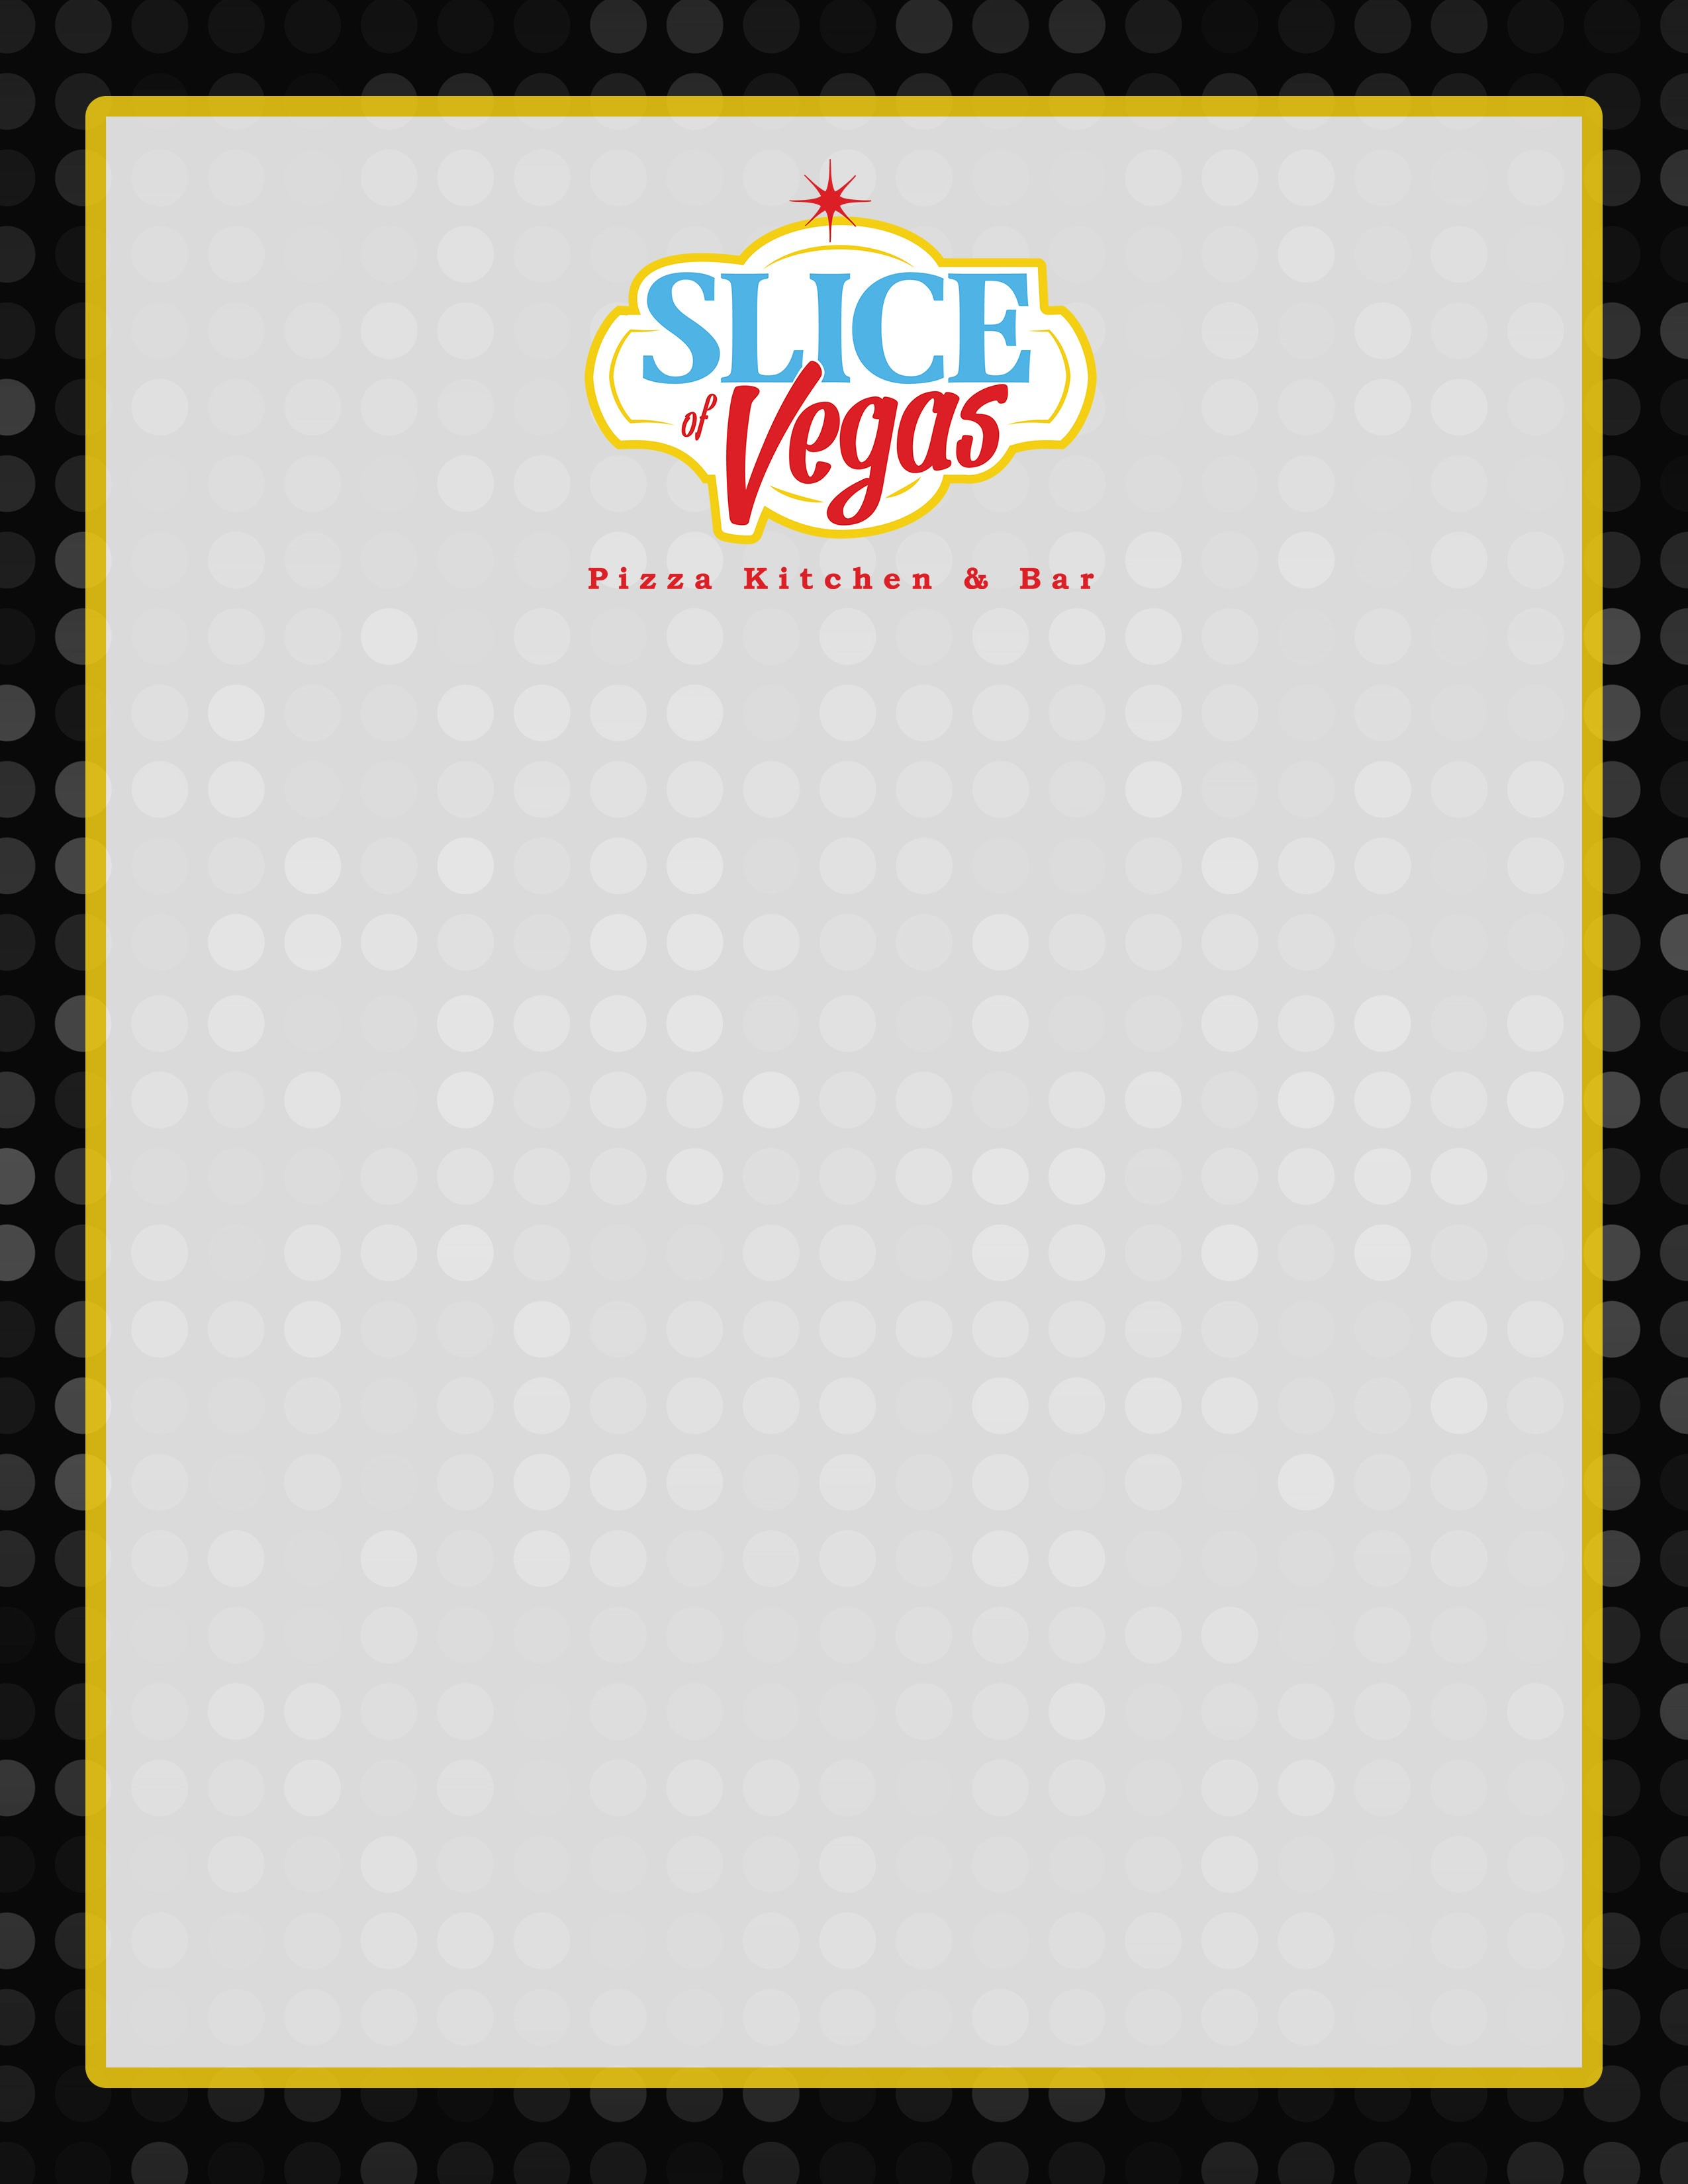 SLICE
of Vegas
Pizza Kitchen & Bar